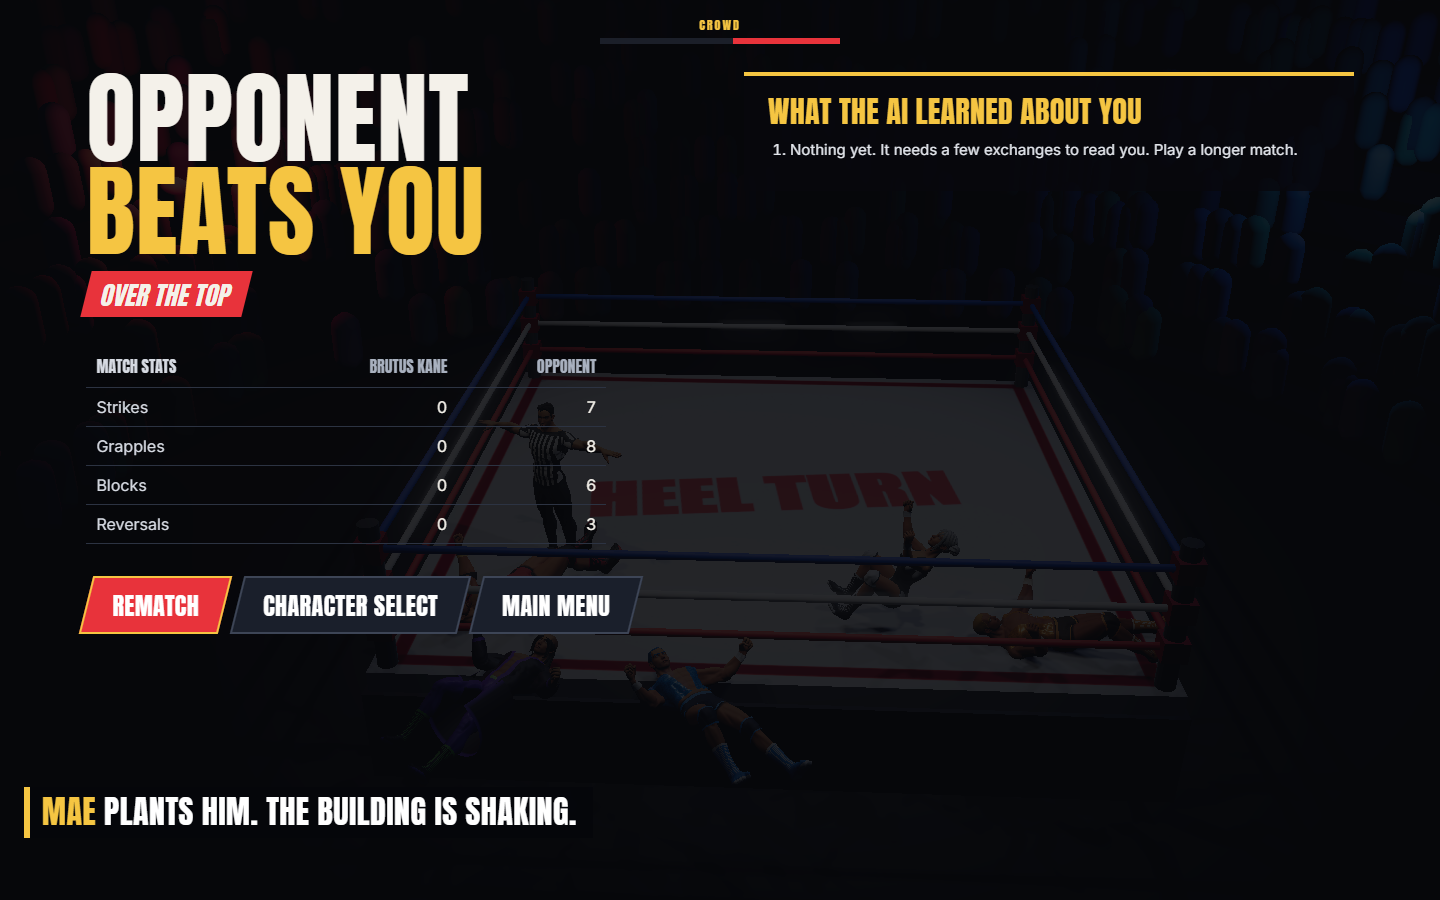 CROWD
OPPONENT
BEATS YOU
OVER THE TOP
WHAT THE AI LEARNED ABOUT YOU
1. Nothing yet. It needs a few exchanges to read you. Play a longer match.
MATCH STATS BRUTUS KANE OPPONENT
Strikes 0 7
Grapples 0 8
Blocks 0 6
Reversals 0 3
HEEL TURN
REMATCH CHARACTER SELECT MAIN MENU
MAE PLANTS HIM. THE BUILDING IS SHAKING.